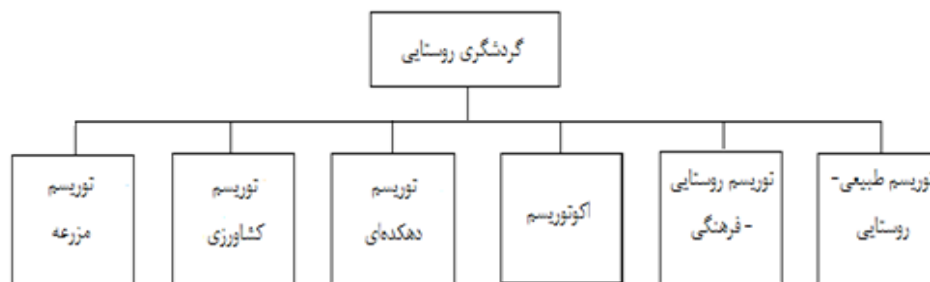 گردشگری روستایی
توریسم طبیعی-
روستایی
توریسم روستایی
-فرهنگی
اکوتوریسم
توریسم
دهکده‌ای
توریسم
کشاورزی
توریسم
مزرعه